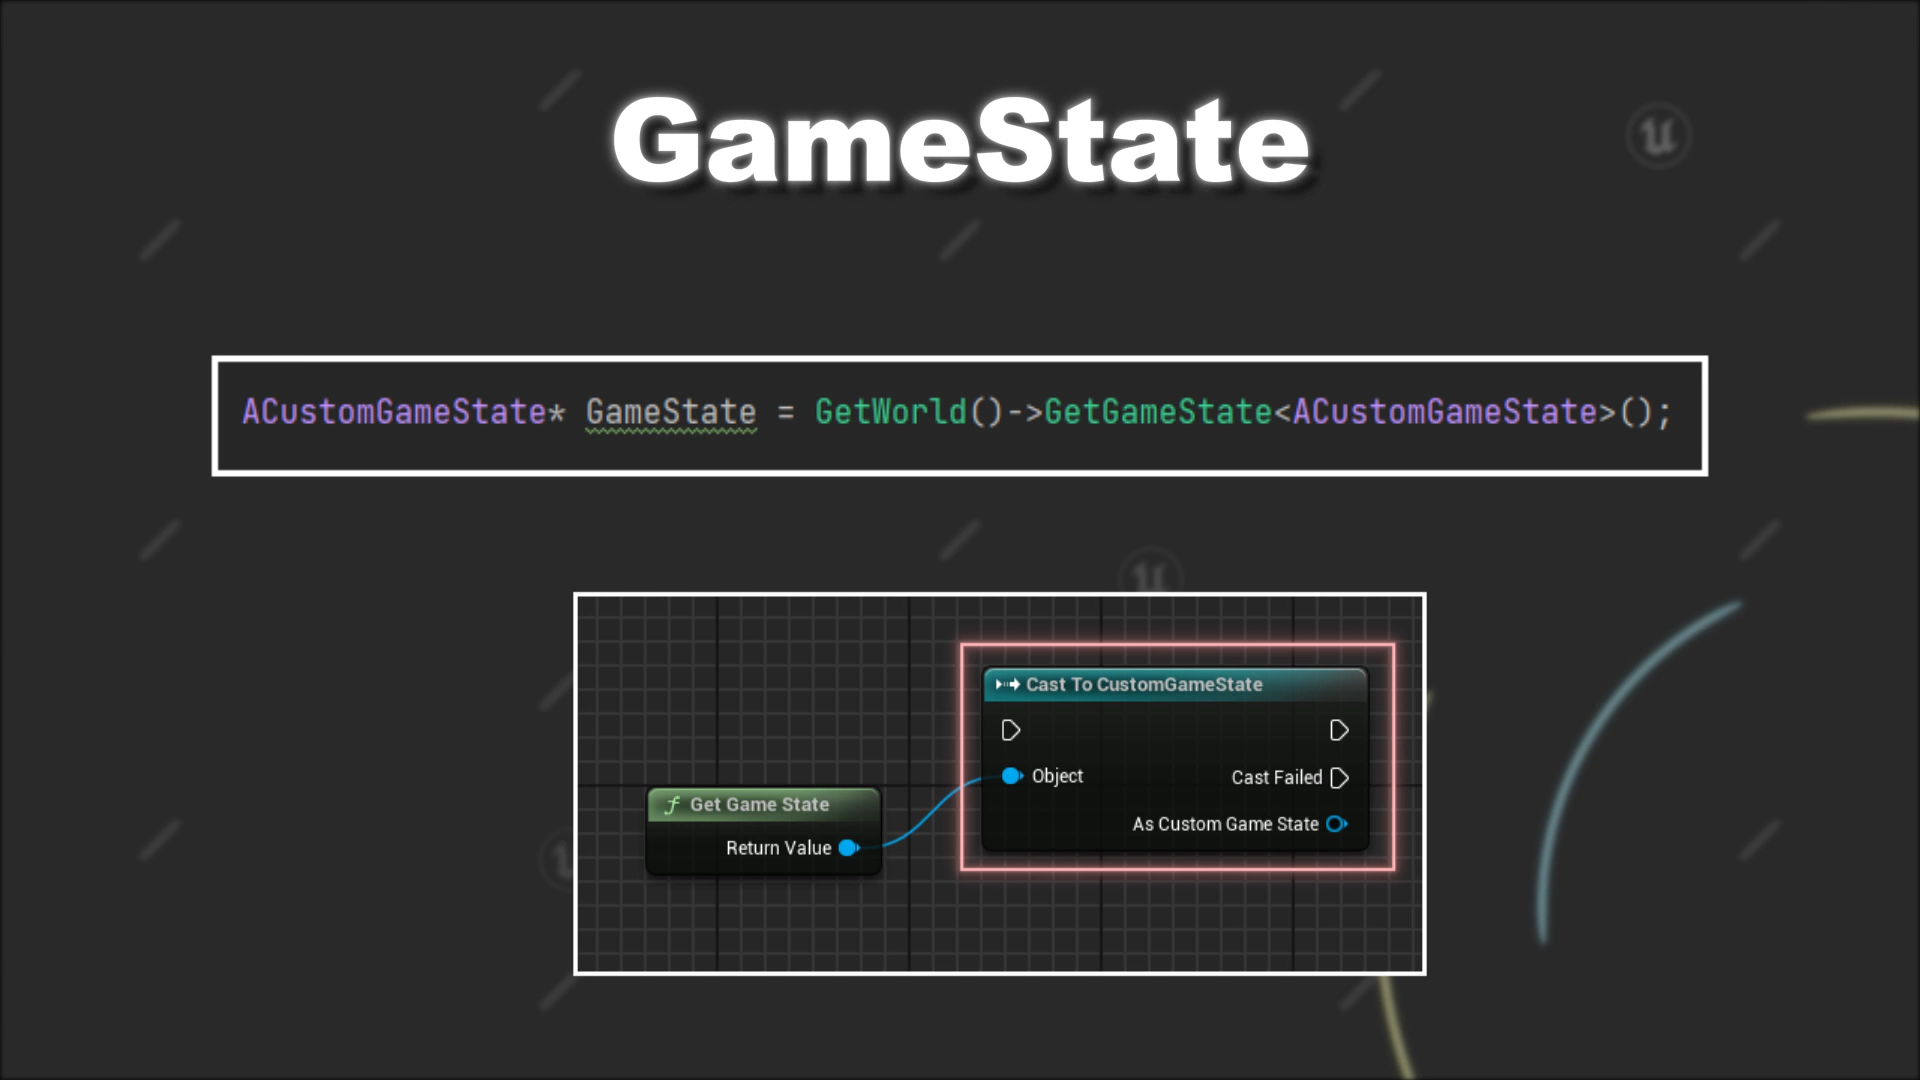 GameState
ACustomGameState* GameState = GetWorld()->GetGameState<ACustomGameState>();
Cast To CustomGameState
Object
Cast Failed
As Custom Game State
f Get Game State
Return Value